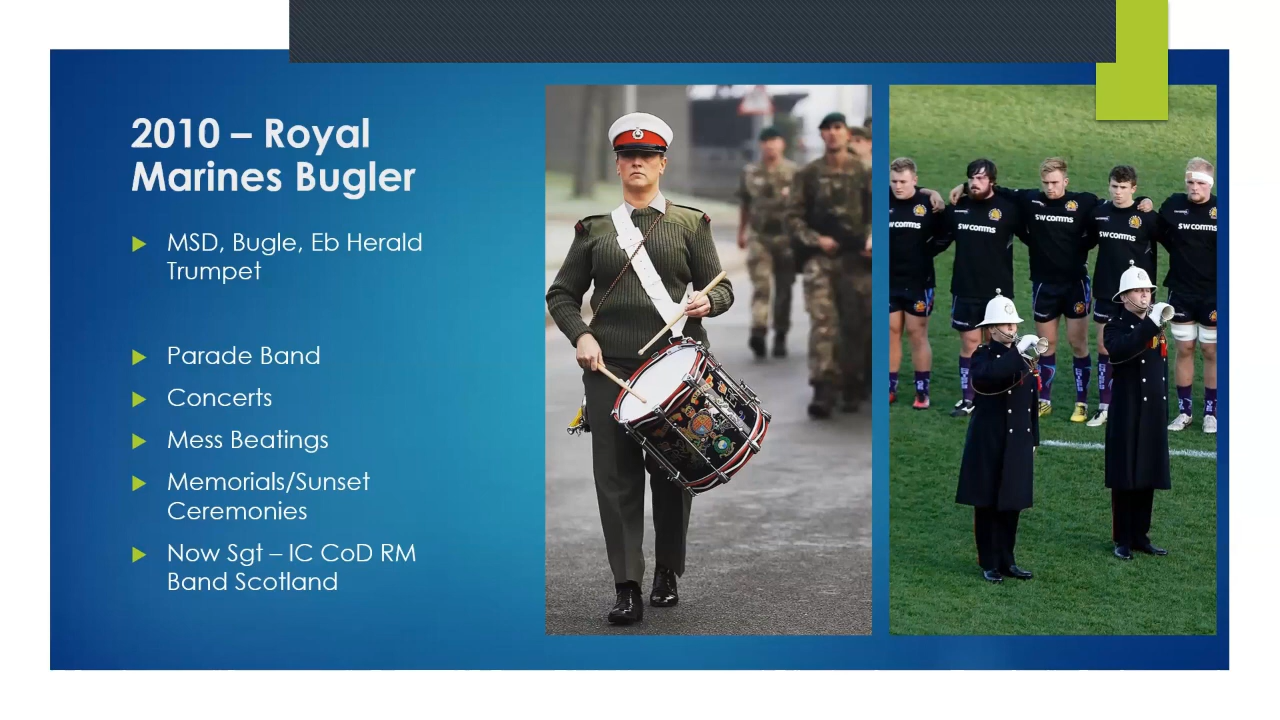 2010 – Royal
Marines Bugler
MSD, Bugle, Eb Herald
Trumpet
Parade Band
Concerts
Mess Beatings
Memorials/Sunset
Ceremonies
Now Sgt – IC CoD RM
Band Scotland
sw comms
sw comms
sw comms
sw comms